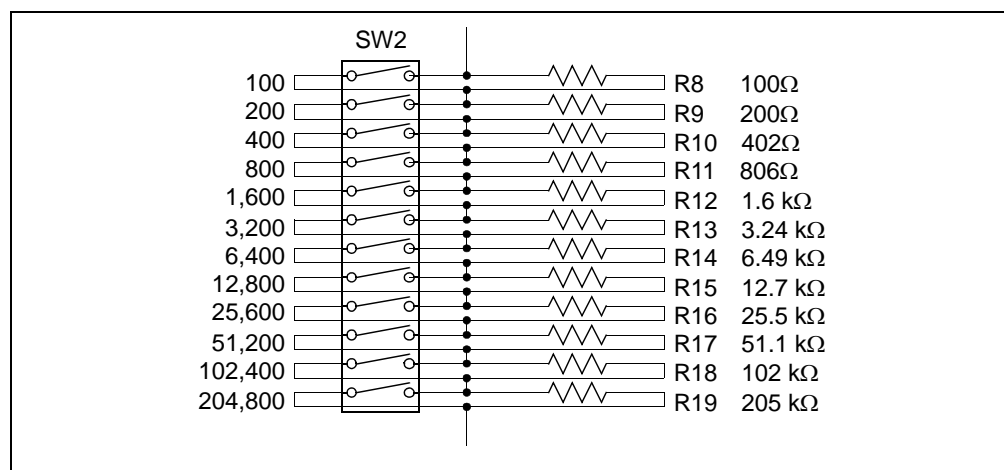 SW2
100 R8 100Ω
200 R9 200Ω
400 R10 402Ω
800 R11 806Ω
1,600 R12 1.6 kΩ
3,200 R13 3.24 kΩ
6,400 R14 6.49 kΩ
12,800 R15 12.7 kΩ
25,600 R16 25.5 kΩ
51,200 R17 51.1 kΩ
102,400 R18 102 kΩ
204,800 R19 205 kΩ